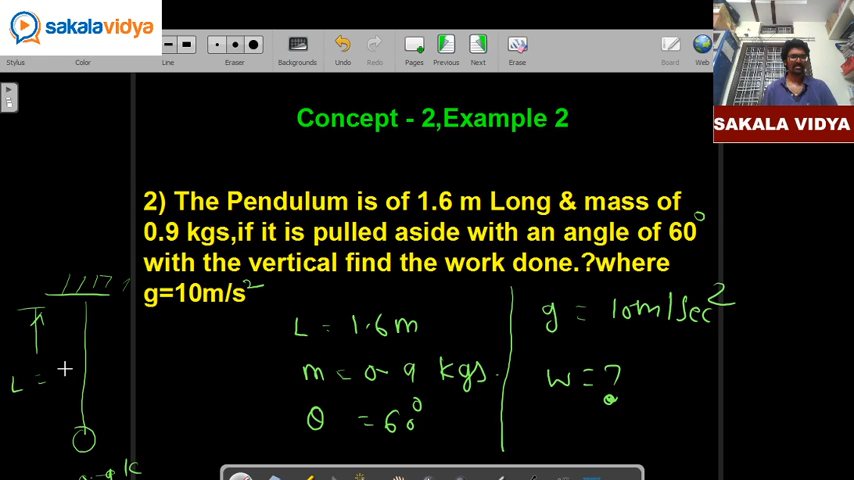 sakalavidya
Stylus
Color
Line
Eraser
Backgrounds
Undo
Redo
Pages
Previous
Next
Erase
Board
Web
SAKALA VIDYA
Concept - 2,Example 2
2) The Pendulum is of 1.6 m Long & mass of
0.9 kgs,if it is pulled aside with an angle of 60°
with the vertical find the work done.?where
g=10m/s²
L = 1.6m
m = 0.9 kgs.
θ = 60°
g = 10m/sec²
W = ?
L =